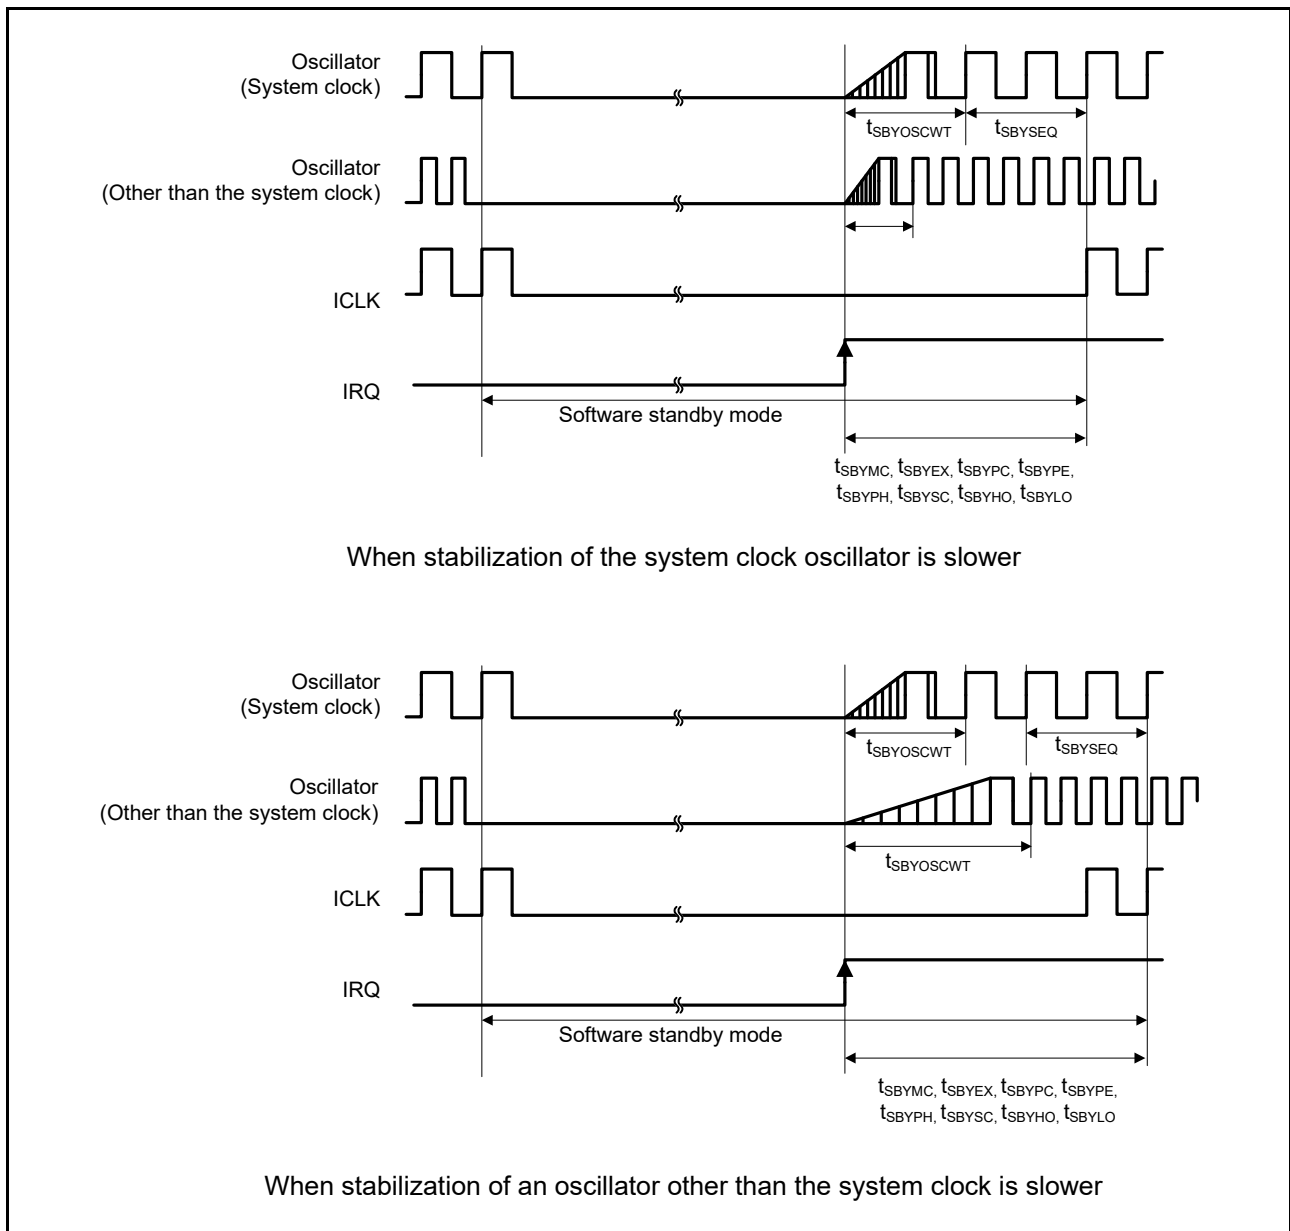 Oscillator
(System clock)
tSBYOSCWT
tSBYSEQ
Oscillator
(Other than the system clock)
ICLK
IRQ
Software standby mode
tSBYMC, tSBYEX, tSBYPC, tSBYPE,
tSBYPH, tSBYSC, tSBYHO, tSBYLO
When stabilization of the system clock oscillator is slower
Oscillator
(System clock)
tSBYOSCWT
tSBYSEQ
Oscillator
(Other than the system clock)
tSBYOSCWT
ICLK
IRQ
Software standby mode
tSBYMC, tSBYEX, tSBYPC, tSBYPE,
tSBYPH, tSBYSC, tSBYHO, tSBYLO
When stabilization of an oscillator other than the system clock is slower